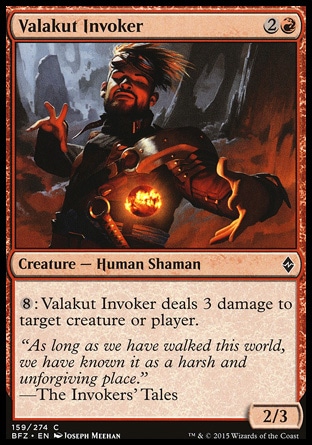 Valakut Invoker 2
Creature — Human Shaman
8: Valakut Invoker deals 3 damage to
target creature or player.
“As long as we have walked this world,
we have known it as a harsh and
unforgiving place.”
—The Invokers’ Tales
2/3
159/274 C
BFZ • EN Joseph Meehan
™ & © 2015 Wizards of the Coast